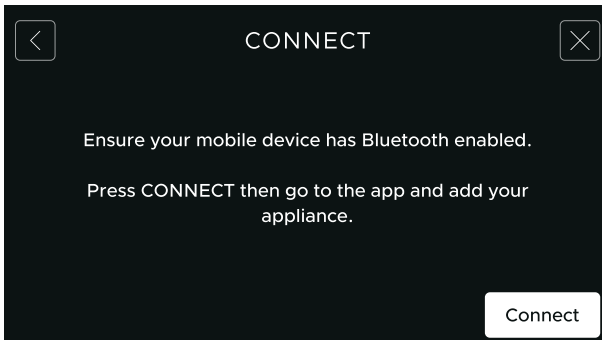 CONNECT
Ensure your mobile device has Bluetooth enabled.
Press CONNECT then go to the app and add your
appliance.
Connect